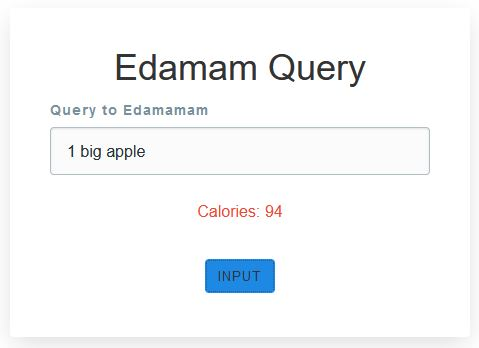 Edamam Query
Query to Edamamam
1 big apple
Calories: 94
INPUT